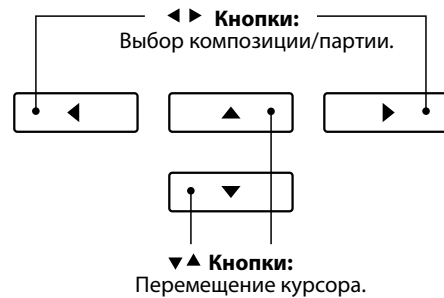 ◀ ▶ Кнопки:
Выбор композиции/партии.
◀ ▲ ▶
▼
▼▲ Кнопки:
Перемещение курсора.